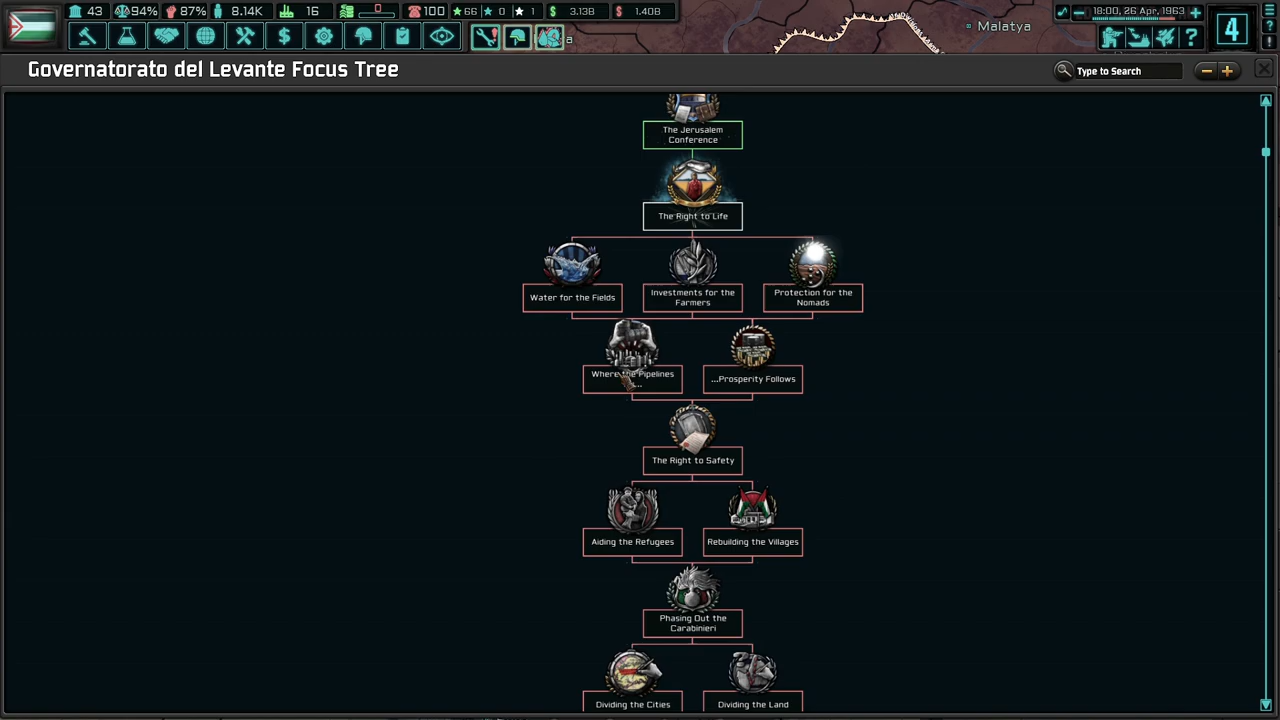 43 94% 87% 8.14K 16 100 66 0 1 $ 3.13B $ 1.40B
18:00, 26 Apr, 1963
4
Malatya
a
Governatorato del Levante Focus Tree
Type to Search
The Jerusalem
Conference
The Right to Life
Water for the Fields
Investments for the
Farmers
Protection for the
Nomads
Where the Pipelines
...
...Prosperity Follows
The Right to Safety
Aiding the Refugees
Rebuilding the Villages
Phasing Out the
Carabinieri
Dividing the Cities
Dividing the Land